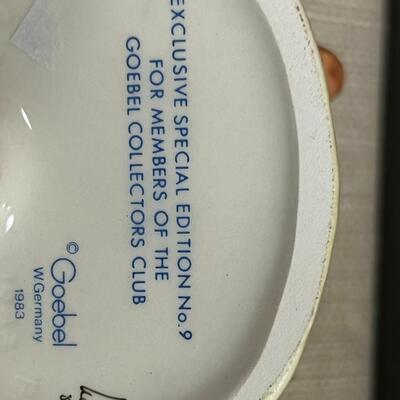 EXCLUSIVE SPECIAL EDITION No. 9
FOR MEMBERS OF THE
GOEBEL COLLECTORS CLUB
© Goebel
W.Germany
1983